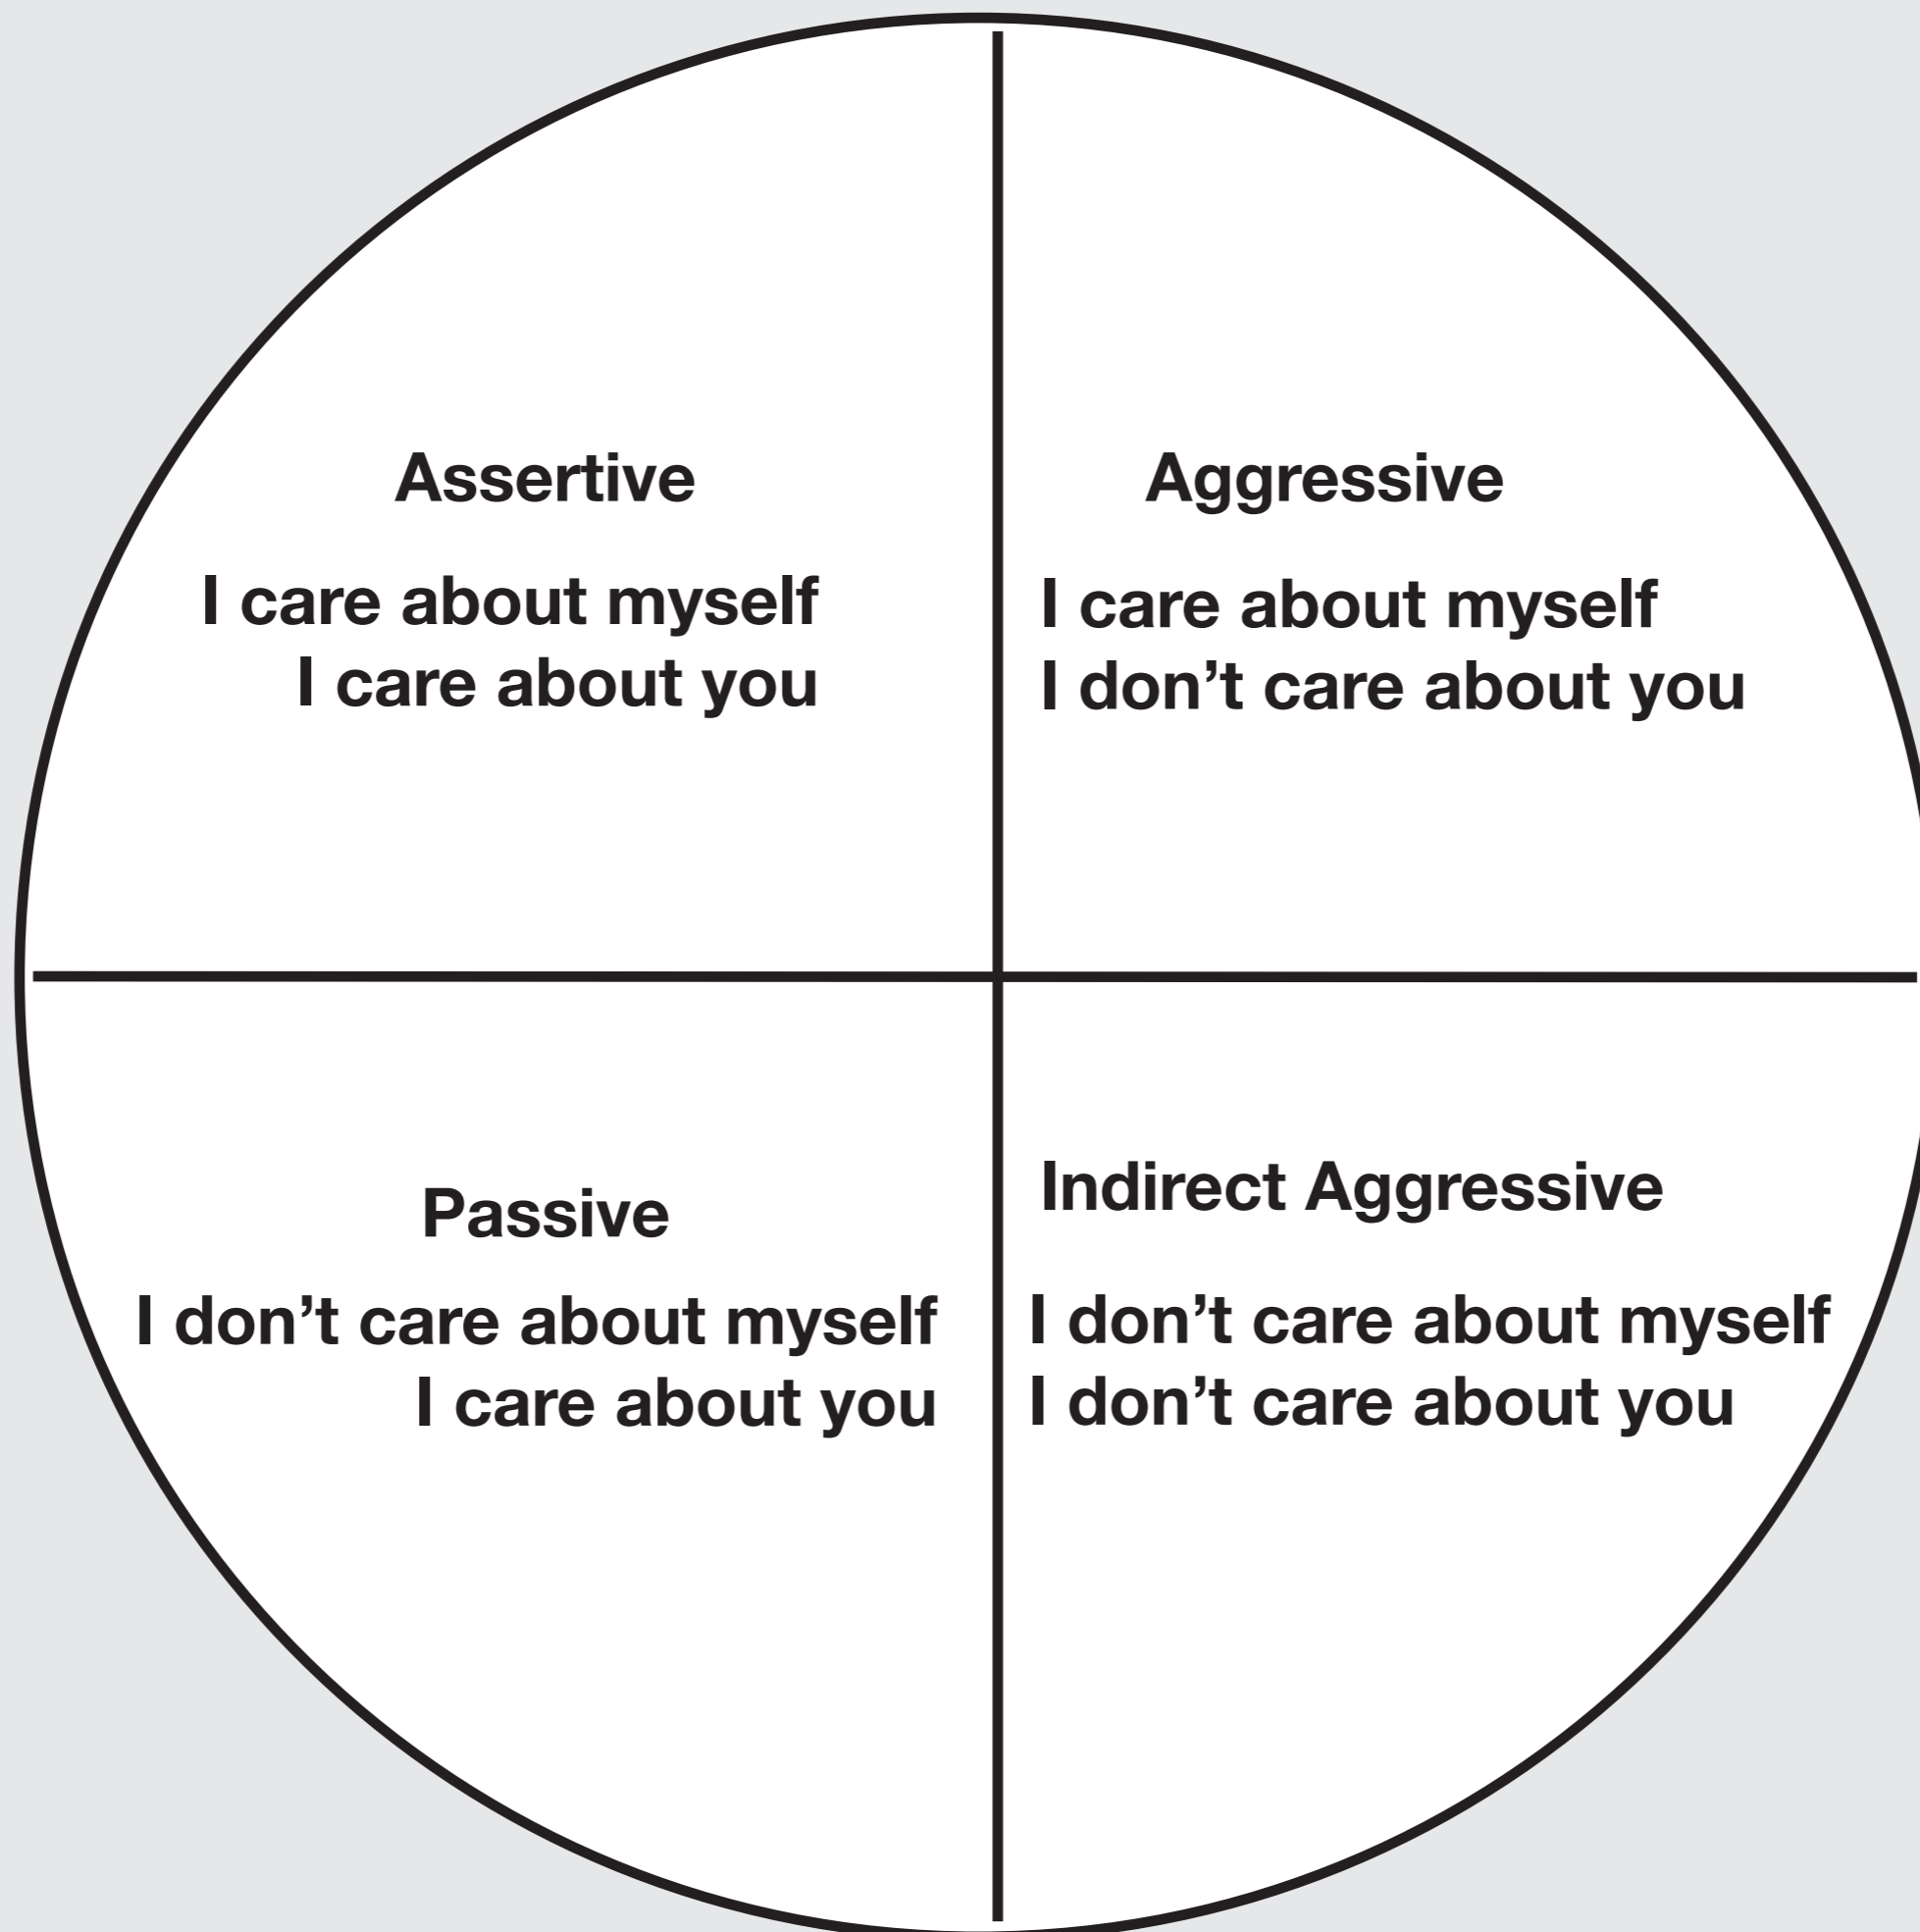 Assertive
I care about myself
I care about you
Aggressive
I care about myself
I don’t care about you
Passive
I don’t care about myself
I care about you
Indirect Aggressive
I don’t care about myself
I don’t care about you